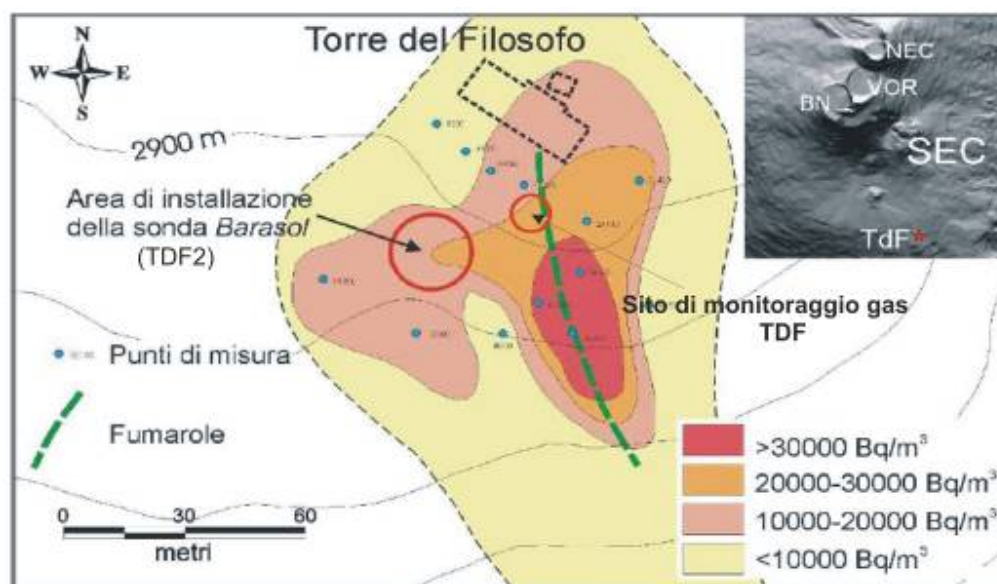 Torre del Filosofo
N
W E
S
2900 m
Area di installazione
della sonda Barasol
(TDF2)
NEC
VOR
BN
SEC
TdF*
Sito di monitoraggio gas
TDF
Punti di misura
Fumarole
0 30 60
metri
>30000 Bq/m³
20000-30000 Bq/m³
10000-20000 Bq/m³
<10000 Bq/m³